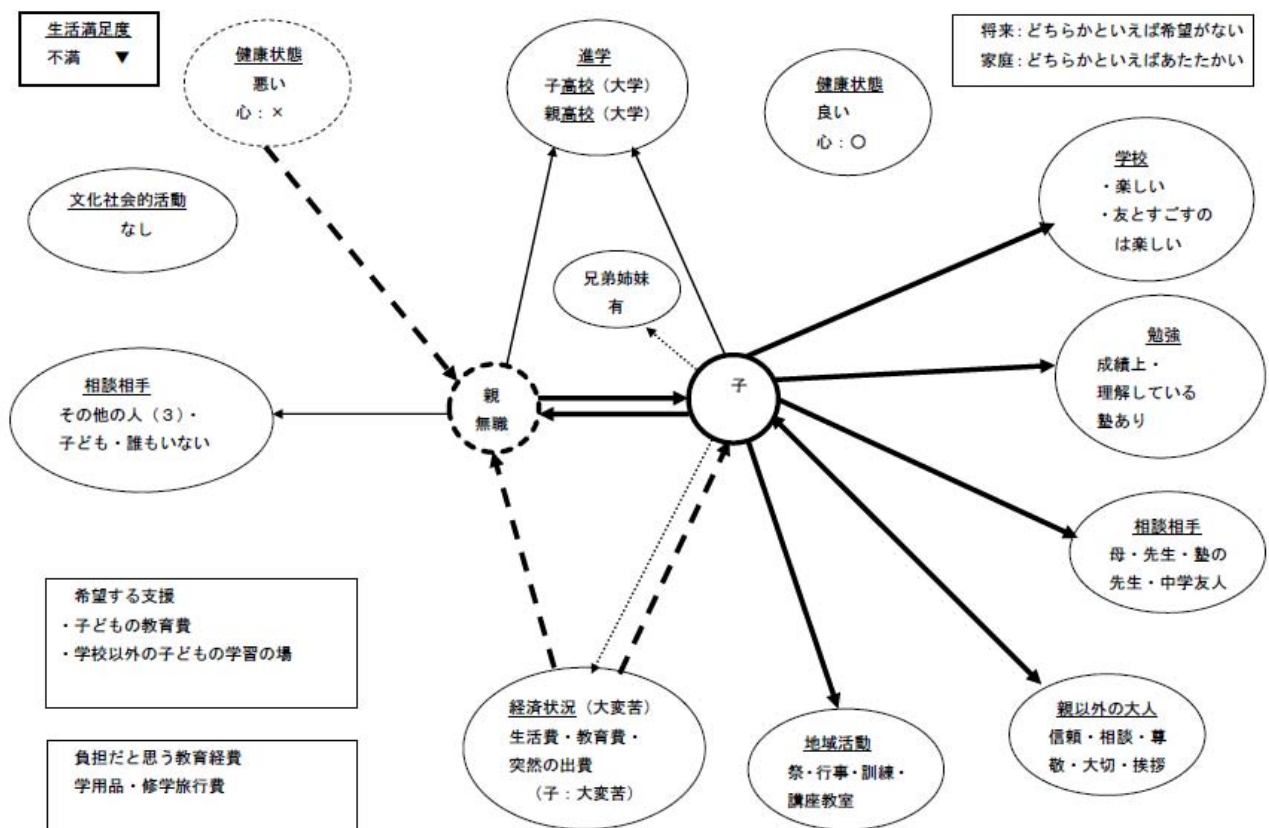 生活満足度
不満 ▼
健康状態
悪い
心：×
進学
子高校（大学）
親高校（大学）
健康状態
良い
心：〇
将来：どちらかといえば希望がない
家庭：どちらかといえばあたたかい
文化社会的活動
なし
兄弟姉妹
有
学校
・楽しい
・友とすごすの
は楽しい
相談相手
その他の人（3）・
子ども・誰もいない
親
無職
子
勉強
成績上・
理解している
塾あり
相談相手
母・先生・塾の
先生・中学友人
希望する支援
・子どもの教育費
・学校以外の子どもの学習の場
負担だと思う教育経費
学用品・修学旅行費
経済状況（大変苦）
生活費・教育費・
突然の出費
（子：大変苦）
地域活動
祭・行事・訓練・
講座教室
親以外の大人
信頼・相談・尊
敬・大切・挨拶